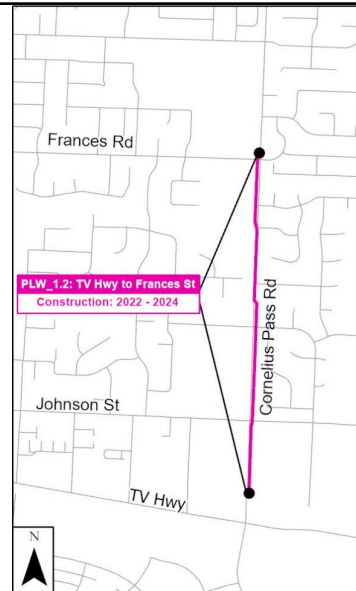 Frances Rd
PLW_1.2: TV Hwy to Frances St
Construction: 2022 - 2024
Cornelius Pass Rd
Johnson St
TV Hwy
N